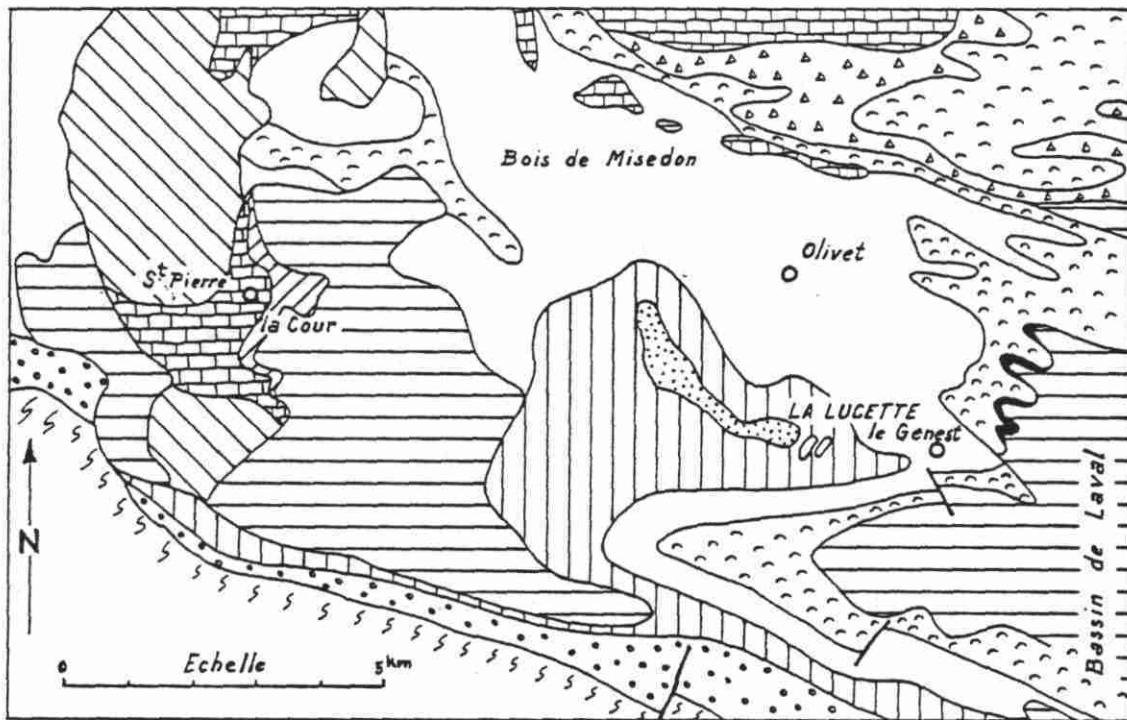 Bois de Misedon
Olivet
St Pierre
la Cour
LA LUCETTE
le Genest
N
Bassin de Laval
Echelle
0 5km